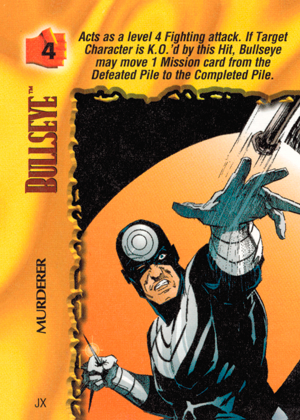 4
Acts as a level 4 Fighting attack. If Target
Character is K.O.'d by this Hit, Bullseye
may move 1 Mission card from the
Defeated Pile to the Completed Pile.
BULLSEYE™
MURDERER
JX